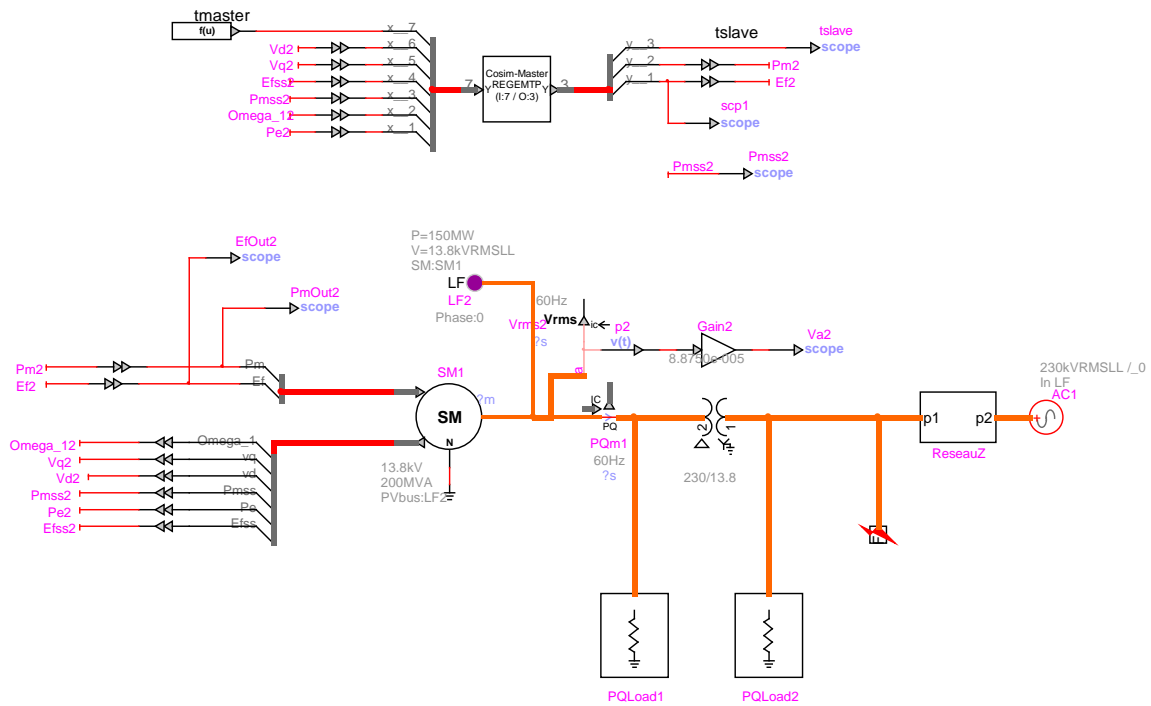 tmaster
f(u)
x__7
x__6
x__5
x__4
x__3
x__2
x__1
Vd2
Vq2
Efss2
Pmss2
Omega_12
Pe2
7
Y
Cosim-Master
REGEMTP
(I:7 / O:3)
Y
3
y__3
y__2
y__1
tslave
tslave
scope
Pm2
Ef2
scp1
scope
Pmss2
Pmss2
scope
EfOut2
scope
PmOut2
scope
Pm2
Ef2
Pm
Ef
P=150MW
V=13.8kVRMSLL
SM:SM1
LF
LF2
Phase:0
60Hz
Vrms
Vrms2
?s
ic
p2
v(t)
a
Gain2
8.8750e-005
Va2
scope
SM1
?m
SM
N
13.8kV
200MVA
PVbus:LF2
Omega_12
Vq2
Vd2
Pmss2
Pe2
Efss2
Omega_1
vq
vd
Pmss
Pe
Efss
IC
PQ
PQm1
60Hz
?s
2
1
230/13.8
p1
p2
ReseauZ
230kVRMSLL /_0
In LF
AC1
+
PQLoad1
PQLoad2